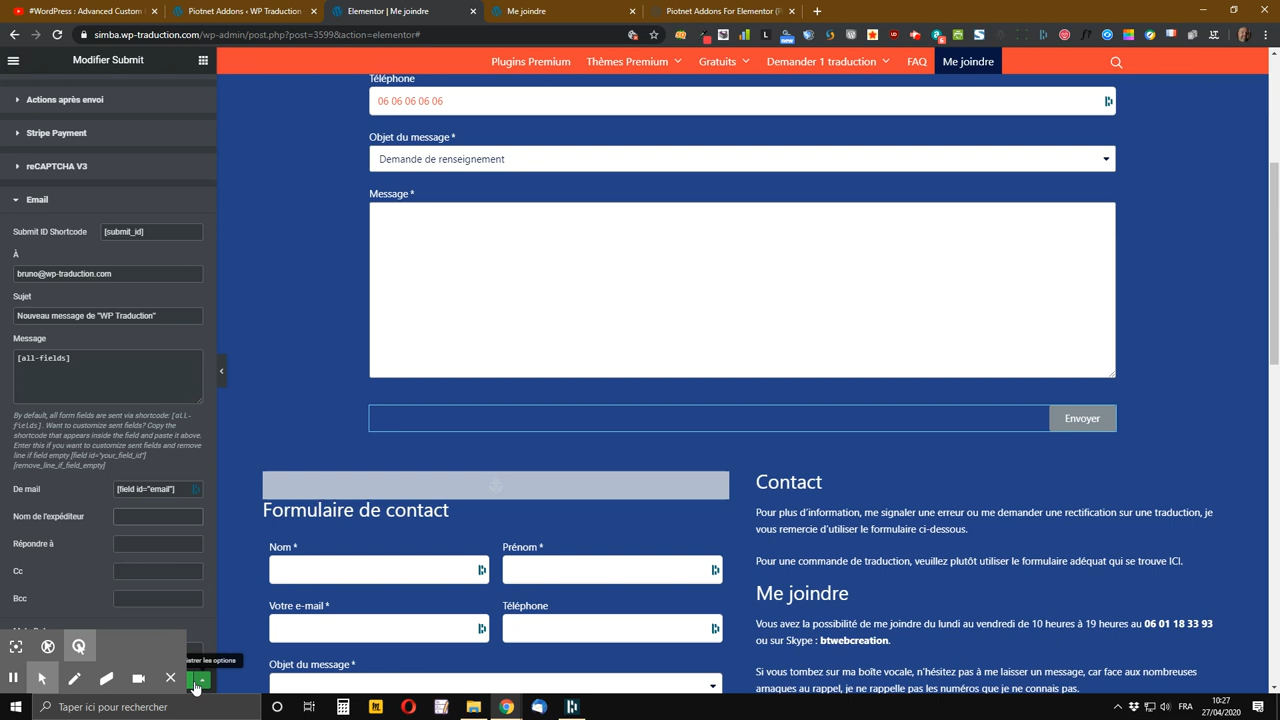 #WordPress : Advanced Custom F
Piotnet Addons ‹ WP Traduction
Elementor | Me Joindre
Me Joindre
Piotnet Addons For Elementor P
simba-traduction.com/wp-admin/post.php?post=3599&action=elementor#
Modifier Submit
Plugins Premium
Thèmes Premium
Gratuits
Demander 1 traduction
FAQ
Me joindre
Actions après envoi
Stripe Payment
reCAPTCHA V3
Email
Submit ID Shortcode
[submit_id]
À
bruno@wp-traduction.com
Sujet
Nouveau message de "WP Traduction"
Message
[all-fields]
By default, all form fields are sent via shortcode: [all-
fields]. Want to customize sent fields? Copy the
shortcode that appears inside the field and paste it above.
Enter this if you want to customize sent fields and remove
line if field empty [field id="your_field_id"]
[remove_line_if_field_empty]
De mail
[field id="email"]
Nom de l'expéditeur
Répondre à
Cc
Bcc
strer les options
Téléphone
06 06 06 06 06
Objet du message *
Demande de renseignement
Message *
Envoyer
Formulaire de contact
Nom *
Prénom *
Votre e-mail *
Téléphone
Objet du message *
Contact
Pour plus d'information, me signaler une erreur ou me demander une rectification sur une traduction, je
vous remercie d'utiliser le formulaire ci-dessous.
Pour une commande de traduction, veuillez plutôt utiliser le formulaire adéquat qui se trouve ICI.
Me joindre
Vous avez la possibilité de me joindre du lundi au vendredi de 10 heures à 19 heures au 06 01 18 33 93
ou sur Skype : btwebcreation.
Si vous tombez sur ma boîte vocale, n'hésitez pas à me laisser un message, car face aux nombreuses
arnaques au rappel, je ne rappelle pas les numéros que je ne connais pas.
Taper ici pour rechercher
FRA
10:27
27/04/2020